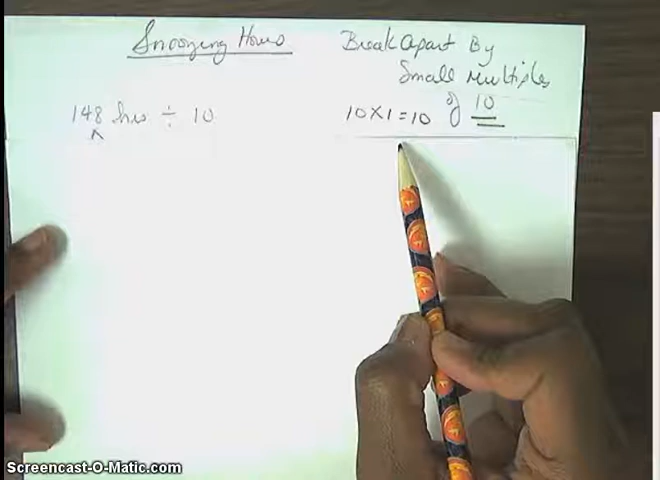 Snoozing Hours
Break Apart By
Small Multiples
of 10
148 hrs ÷ 10
10 × 1 = 10
Screencast-O-Matic.com